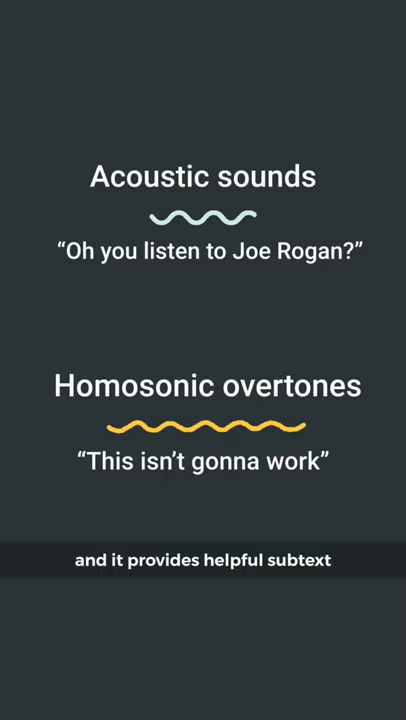 Acoustic sounds
“Oh you listen to Joe Rogan?”
Homosonic overtones
“This isn’t gonna work”
and it provides helpful subtext